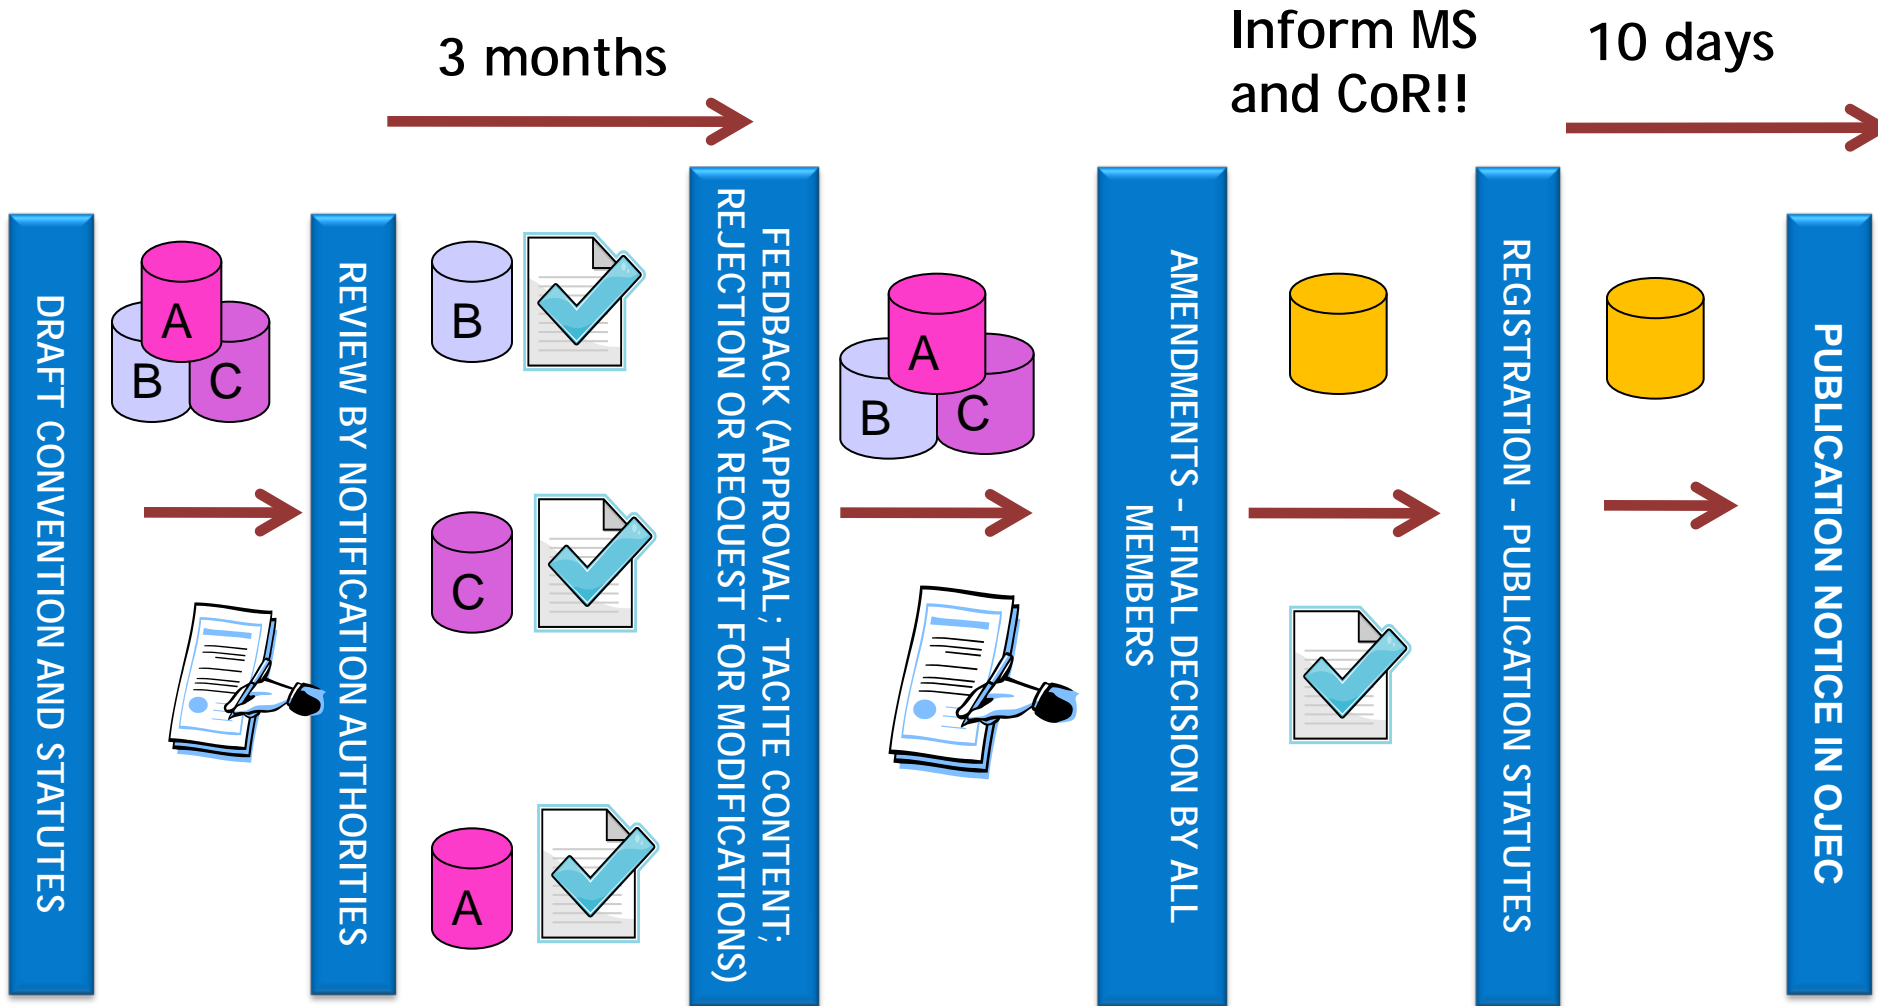 3 months
Inform MS
and CoR!!
10 days
DRAFT CONVENTION AND STATUTES
A
B
C
REVIEW BY NOTIFICATION AUTHORITIES
B
C
A
FEEDBACK (APPROVAL; TACITE CONTENT;
REJECTION OR REQUEST FOR MODIFICATIONS)
A
B
C
AMENDMENTS - FINAL DECISION BY ALL
MEMBERS
REGISTRATION - PUBLICATION STATUTES
PUBLICATION NOTICE IN OJEC